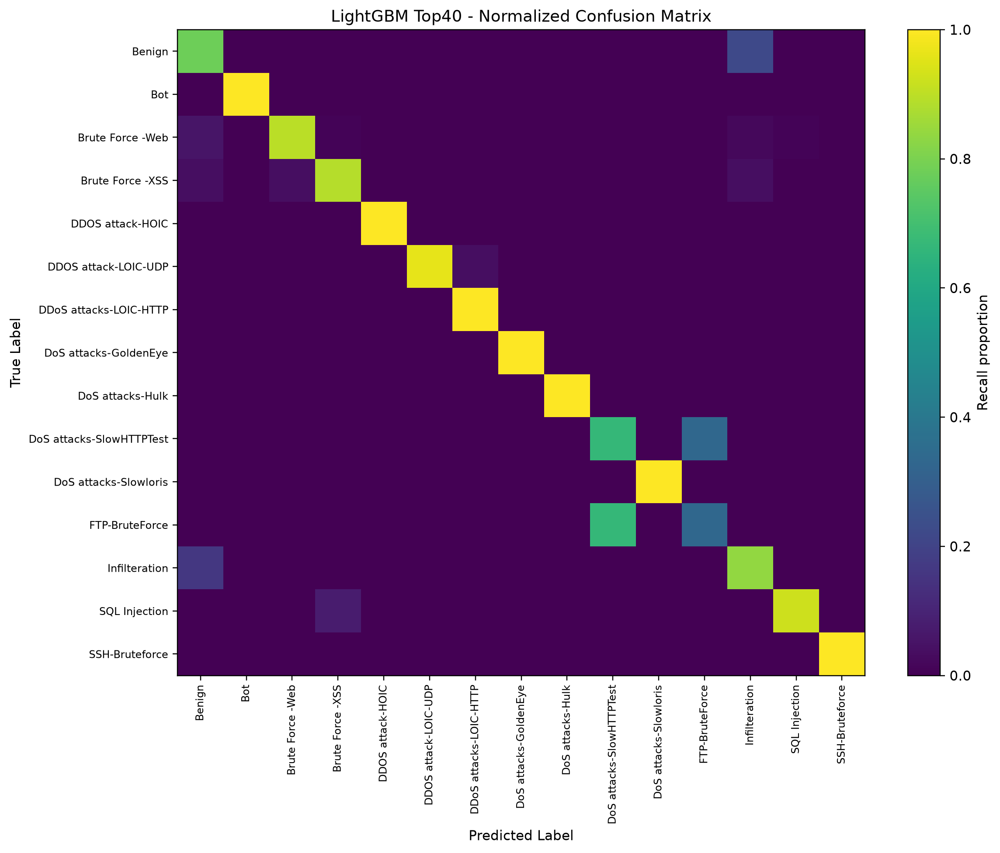 LightGBM Top40 - Normalized Confusion Matrix
True Label
Benign
Bot
Brute Force -Web
Brute Force -XSS
DDOS attack-HOIC
DDOS attack-LOIC-UDP
DDoS attacks-LOIC-HTTP
DoS attacks-GoldenEye
DoS attacks-Hulk
DoS attacks-SlowHTTPTest
DoS attacks-Slowloris
FTP-BruteForce
Infilteration
SQL Injection
SSH-Bruteforce
Benign
Bot
Brute Force -Web
Brute Force -XSS
DDOS attack-HOIC
DDOS attack-LOIC-UDP
DDoS attacks-LOIC-HTTP
DoS attacks-GoldenEye
DoS attacks-Hulk
DoS attacks-SlowHTTPTest
DoS attacks-Slowloris
FTP-BruteForce
Infilteration
SQL Injection
SSH-Bruteforce
Predicted Label
1.0
0.8
0.6
0.4
0.2
0.0
Recall proportion